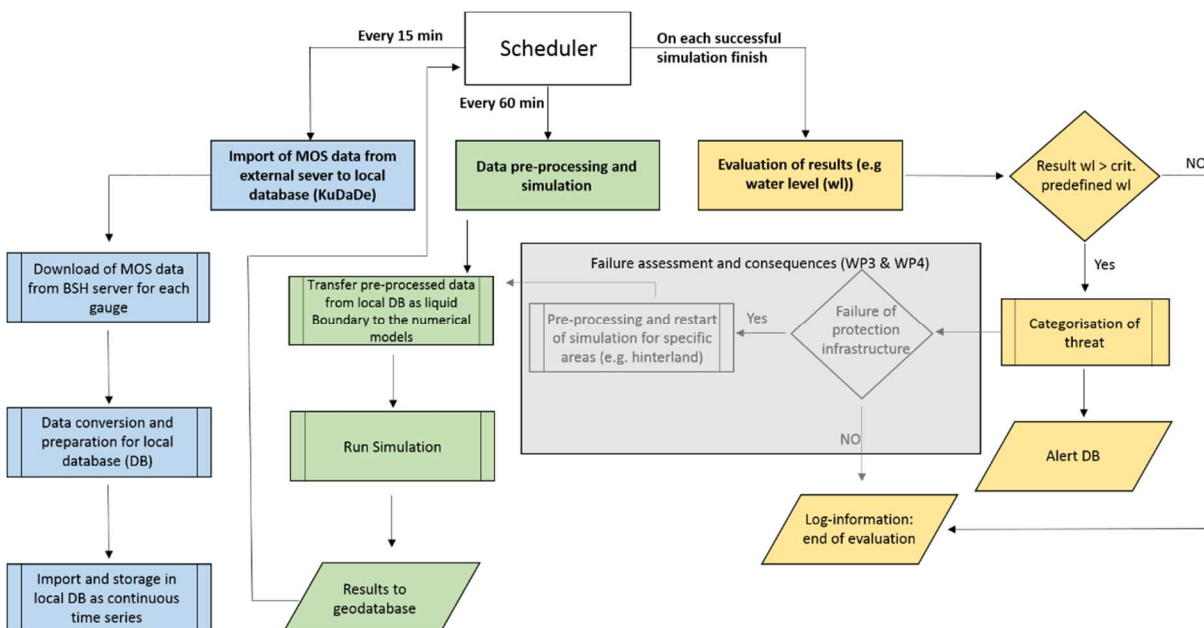 Every 15 min
Scheduler
On each successful
simulation finish
Every 60 min
Import of MOS data from
external sever to local
database (KuDaDe)
Data pre-processing and
simulation
Evaluation of results (e.g
water level (wl))
Result wl > crit.
predefined wl
NO
Yes
Download of MOS data
from BSH server for each
gauge
Transfer pre-processed data
from local DB as liquid
Boundary to the numerical
models
Failure assessment and consequences (WP3 & WP4)
Pre-processing and restart
of simulation for specific
areas (e.g. hinterland)
Yes
Failure of
protection
infrastructure
Categorisation of
threat
Data conversion and
preparation for local
database (DB)
Run Simulation
NO
Alert DB
Log-information:
end of evaluation
Import and storage in
local DB as continuous
time series
Results to
geodatabase